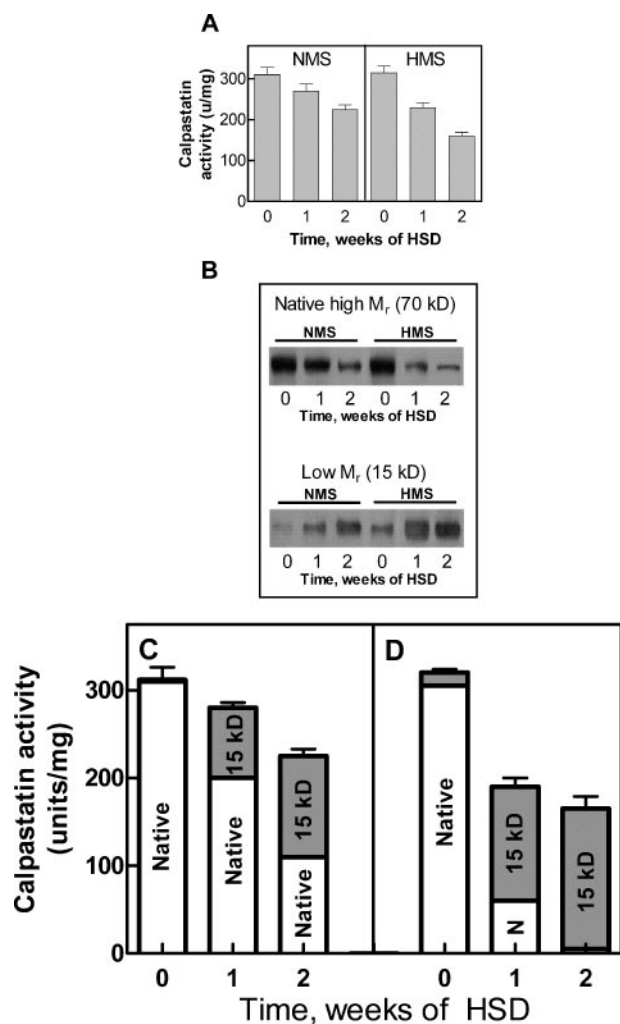 A
NMS HMS
Calpastatin
activity (u/mg)
300
200
100
0
0 1 2 0 1 2
Time, weeks of HSD
B
Native high Mr (70 kD)
NMS HMS
0 1 2 0 1 2
Time, weeks of HSD
Low Mr (15 kD)
NMS HMS
0 1 2 0 1 2
Time, weeks of HSD
C D
Calpastatin activity
(units/mg)
300
200
100
0
Native
15 kD
Native
15 kD
Native
Native
15 kD
N
15 kD
0 1 2 0 1 2
Time, weeks of HSD